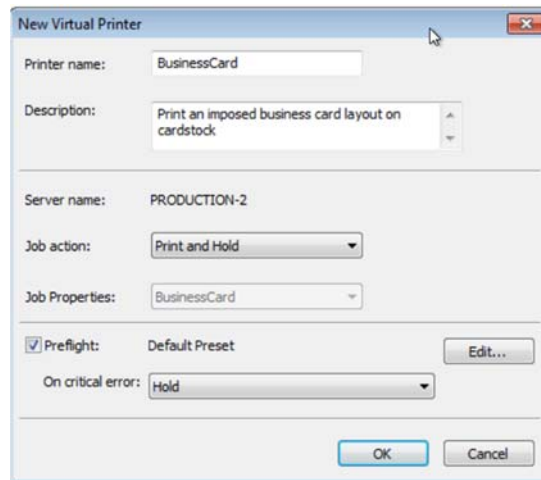 New Virtual Printer
Printer name: BusinessCard
Description: Print an imposed business card layout on
cardstock
Server name: PRODUCTION-2
Job action: Print and Hold
Job Properties: BusinessCard
Preflight: Default Preset Edit...
On critical error: Hold
OK Cancel